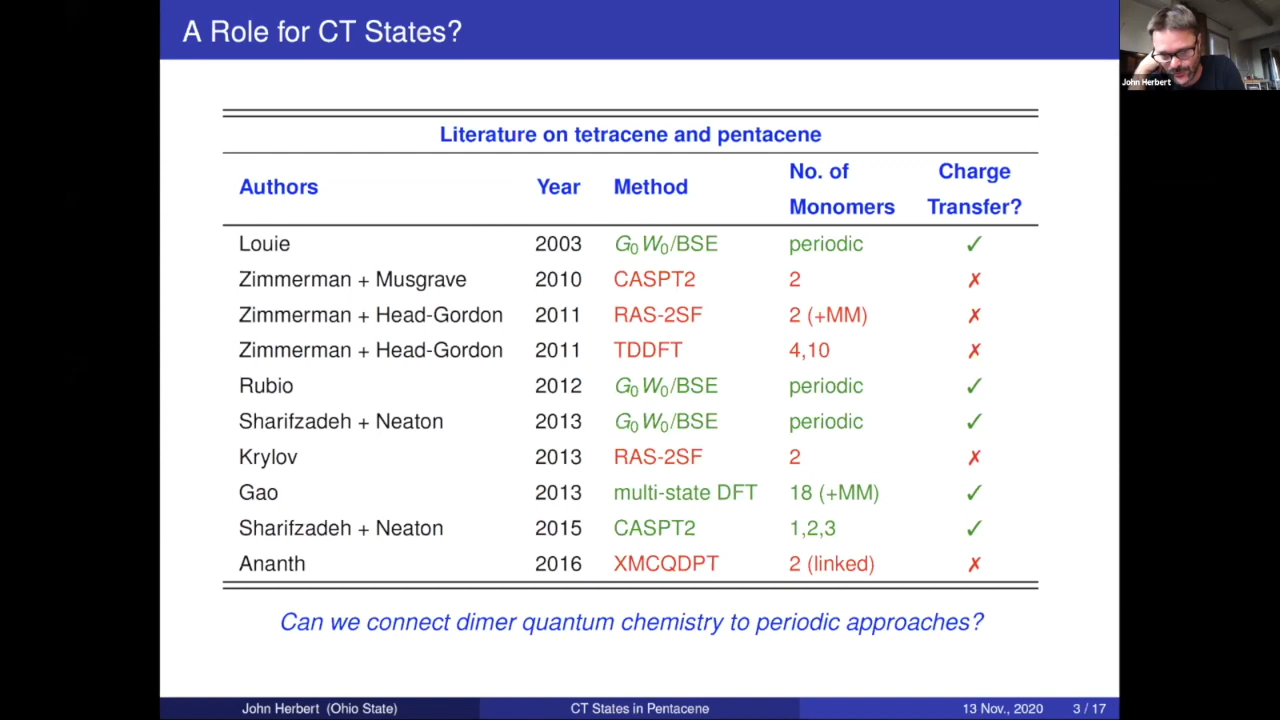 A Role for CT States?
John Herbert
Literature on tetracene and pentacene
Authors Year Method No. of Monomers Charge Transfer?
Louie 2003 G₀W₀/BSE periodic ✓
Zimmerman + Musgrave 2010 CASPT2 2 ✗
Zimmerman + Head-Gordon 2011 RAS-2SF 2 (+MM) ✗
Zimmerman + Head-Gordon 2011 TDDFT 4,10 ✗
Rubio 2012 G₀W₀/BSE periodic ✓
Sharifzadeh + Neaton 2013 G₀W₀/BSE periodic ✓
Krylov 2013 RAS-2SF 2 ✗
Gao 2013 multi-state DFT 18 (+MM) ✓
Sharifzadeh + Neaton 2015 CASPT2 1,2,3 ✓
Ananth 2016 XMCQDPT 2 (linked) ✗
Can we connect dimer quantum chemistry to periodic approaches?
John Herbert (Ohio State) CT States in Pentacene 13 Nov., 2020 3 / 17